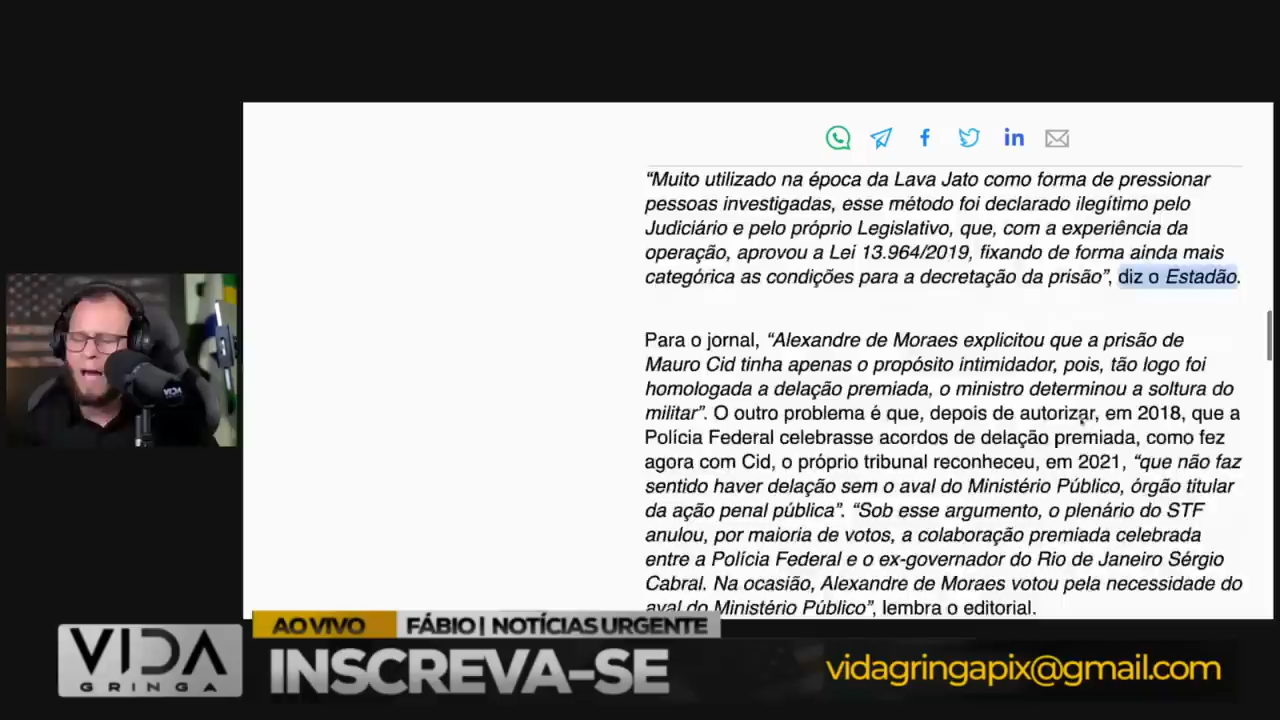 “Muito utilizado na época da Lava Jato como forma de pressionar
pessoas investigadas, esse método foi declarado ilegítimo pelo
Judiciário e pelo próprio Legislativo, que, com a experiência da
operação, aprovou a Lei 13.964/2019, fixando de forma ainda mais
categórica as condições para a decretação da prisão”, diz o Estadão.
Para o jornal, “Alexandre de Moraes explicitou que a prisão de
Mauro Cid tinha apenas o propósito intimidador, pois, tão logo foi
homologada a delação premiada, o ministro determinou a soltura do
militar”. O outro problema é que, depois de autorizar, em 2018, que a
Polícia Federal celebrasse acordos de delação premiada, como fez
agora com Cid, o próprio tribunal reconheceu, em 2021, “que não faz
sentido haver delação sem o aval do Ministério Público, órgão titular
da ação penal pública”. “Sob esse argumento, o plenário do STF
anulou, por maioria de votos, a colaboração premiada celebrada
entre a Polícia Federal e o ex-governador do Rio de Janeiro Sérgio
Cabral. Na ocasião, Alexandre de Moraes votou pela necessidade do
aval do Ministério Público”, lembra o editorial.
VIDA
AO VIVO FÁBIO | NOTÍCIAS URGENTE
VIDA
GRINGA
INSCREVA-SE
vidagringapix@gmail.com